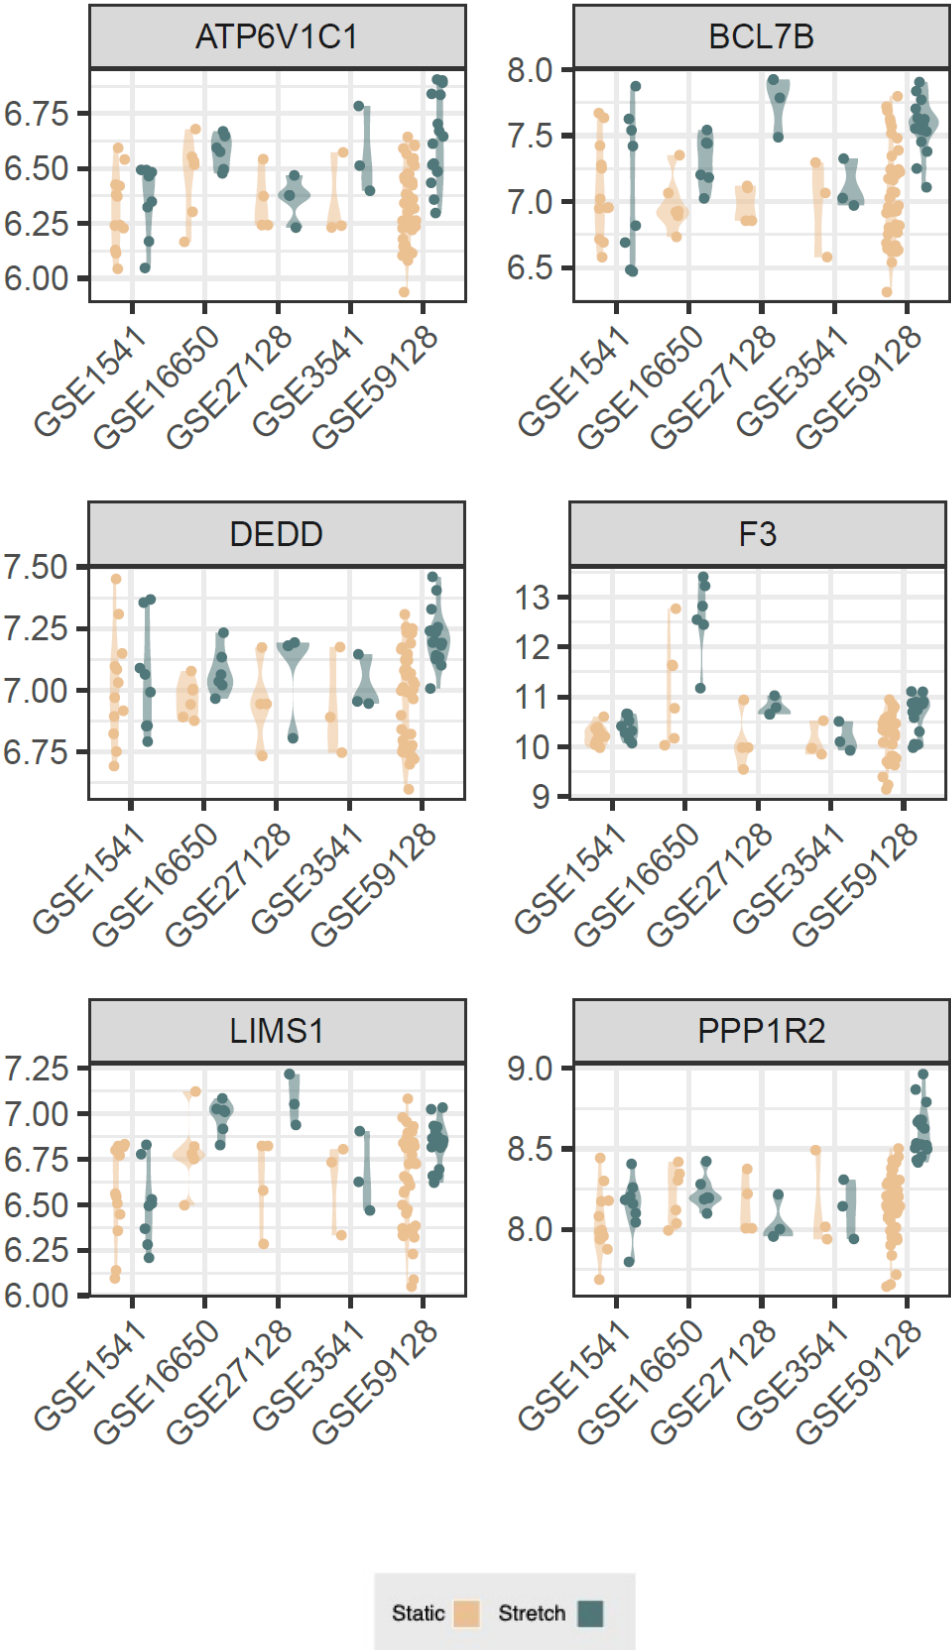 ATP6V1C1
6.75
6.50
6.25
6.00
GSE1541
GSE16650
GSE27128
GSE3541
GSE59128
BCL7B
8.0
7.5
7.0
6.5
GSE1541
GSE16650
GSE27128
GSE3541
GSE59128
DEDD
7.50
7.25
7.00
6.75
GSE1541
GSE16650
GSE27128
GSE3541
GSE59128
F3
13
12
11
10
9
GSE1541
GSE16650
GSE27128
GSE3541
GSE59128
LIMS1
7.25
7.00
6.75
6.50
6.25
6.00
GSE1541
GSE16650
GSE27128
GSE3541
GSE59128
PPP1R2
9.0
8.5
8.0
GSE1541
GSE16650
GSE27128
GSE3541
GSE59128
Static Stretch